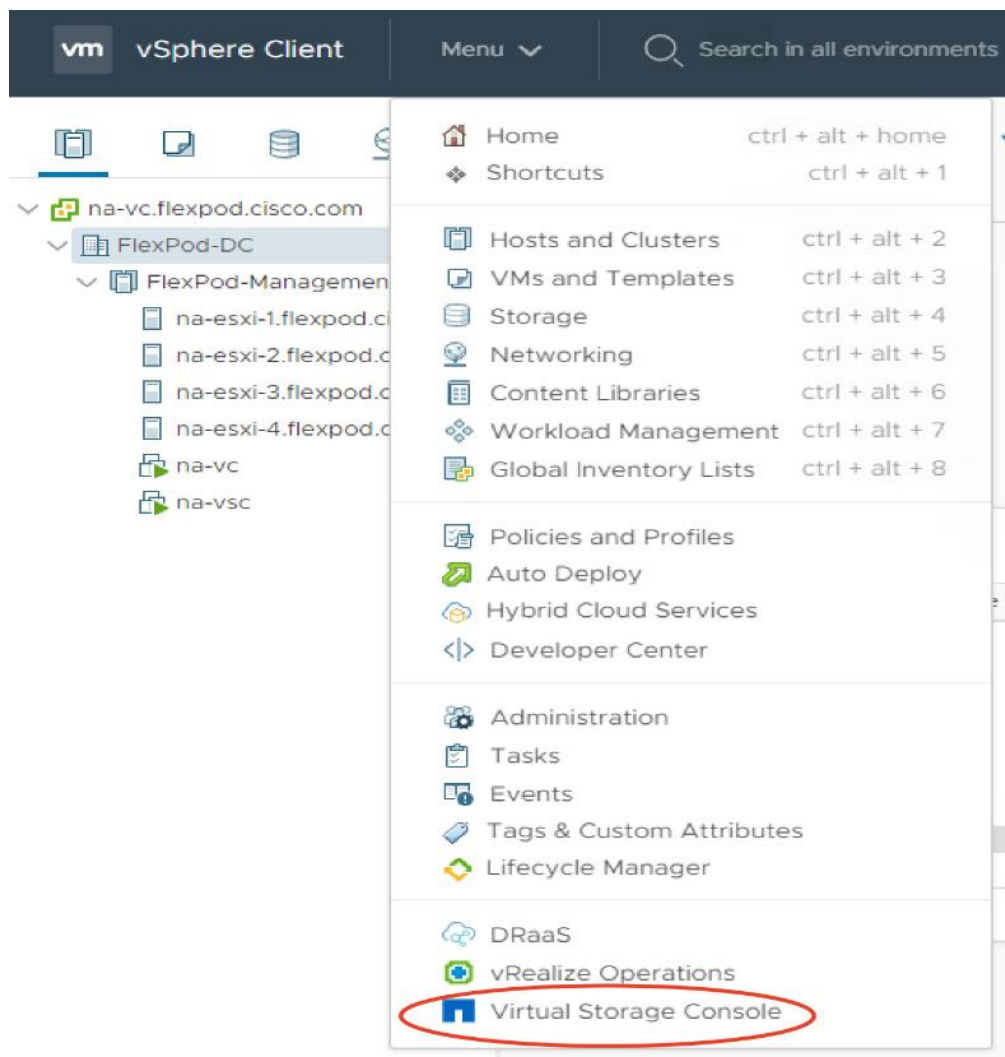 vm vSphere Client Menu Search in all environments
Home ctrl + alt + home
Shortcuts ctrl + alt + 1
na-vc.flexpod.cisco.com
FlexPod-DC
FlexPod-Managemen
na-esxi-1.flexpod.ci
na-esxi-2.flexpod.c
na-esxi-3.flexpod.c
na-esxi-4.flexpod.c
na-vc
na-vsc
Hosts and Clusters ctrl + alt + 2
VMs and Templates ctrl + alt + 3
Storage ctrl + alt + 4
Networking ctrl + alt + 5
Content Libraries ctrl + alt + 6
Workload Management ctrl + alt + 7
Global Inventory Lists ctrl + alt + 8
Policies and Profiles
Auto Deploy
Hybrid Cloud Services
Developer Center
Administration
Tasks
Events
Tags & Custom Attributes
Lifecycle Manager
DRaaS
vRealize Operations
Virtual Storage Console